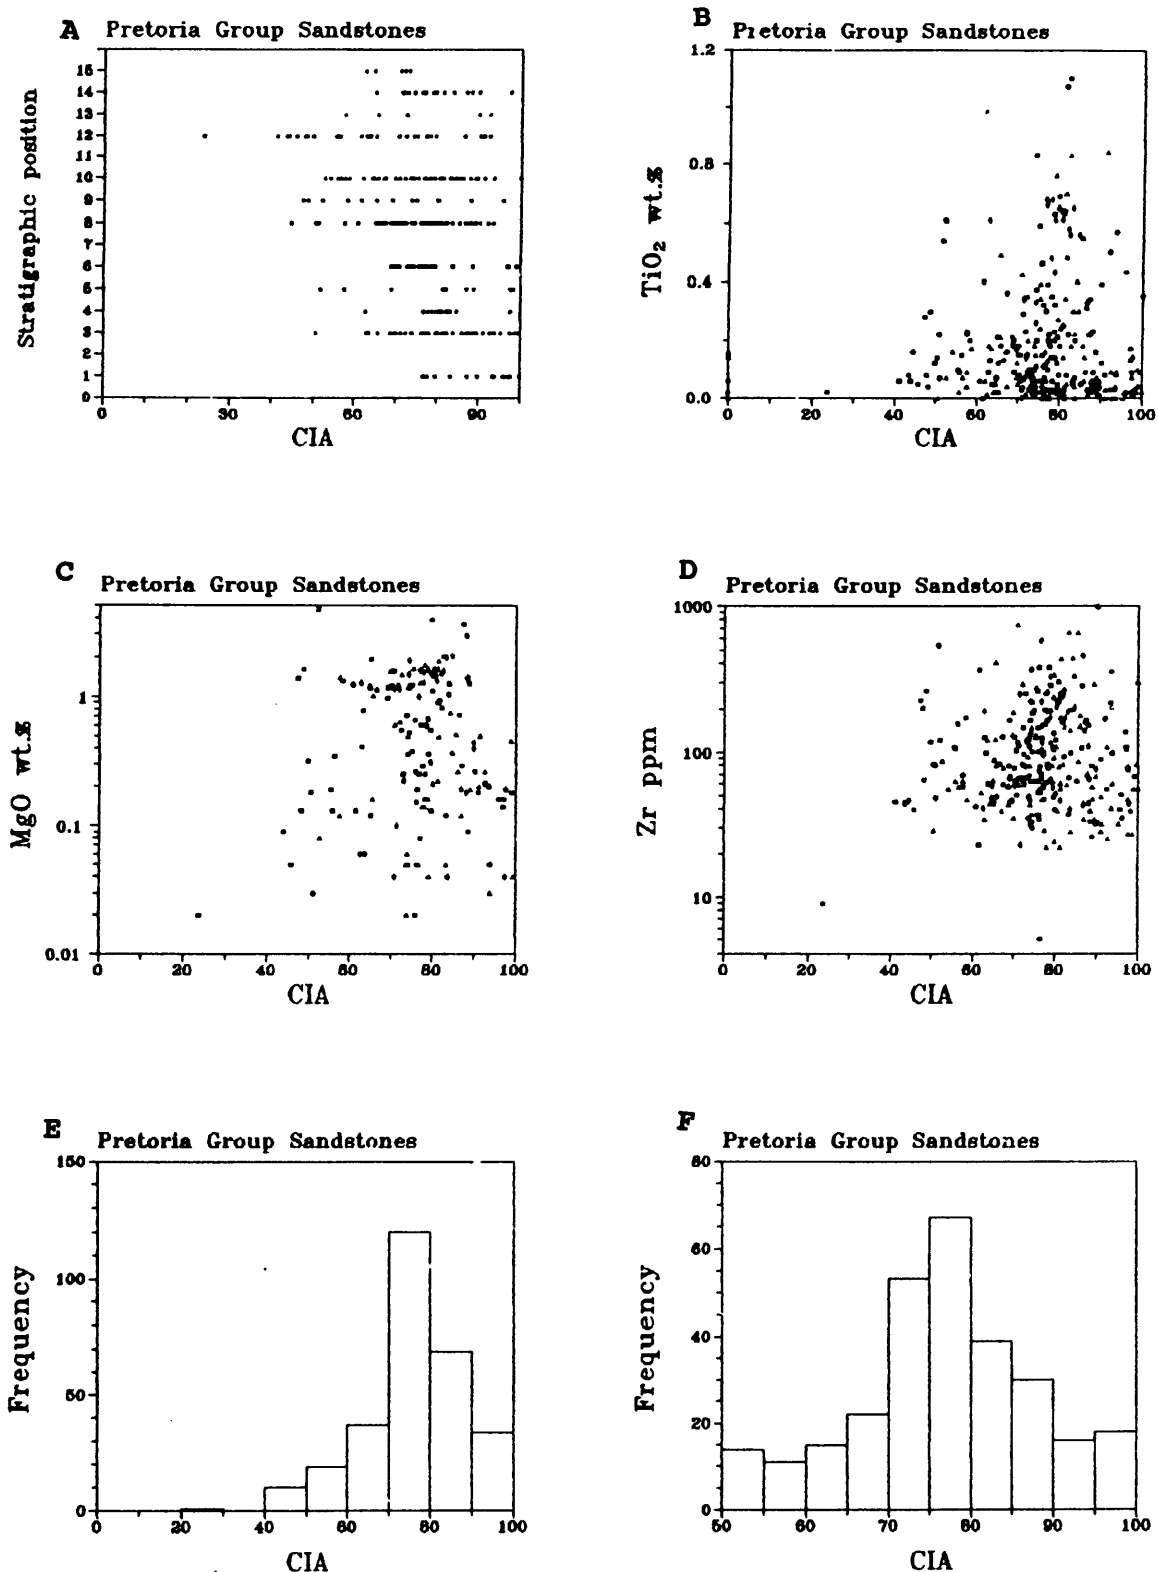 A Pretoria Group Sandstones
Stratigraphic position
15
14
13
12
11
10
9
8
7
6
5
4
3
2
1
0
0 30 60 90
CIA
B Pretoria Group Sandstones
TiO₂ wt.%
1.2
0.8
0.4
0.0
0 20 40 60 80 100
CIA
C Pretoria Group Sandstones
MgO wt.%
1
0.1
0.01
0 20 40 60 80 100
CIA
D Pretoria Group Sandstones
Zr ppm
1000
100
10
0 20 40 60 80 100
CIA
E Pretoria Group Sandstones
Frequency
150
100
50
0
0 20 40 60 80 100
CIA
F Pretoria Group Sandstones
Frequency
80
60
40
20
0
50 60 70 80 90 100
CIA